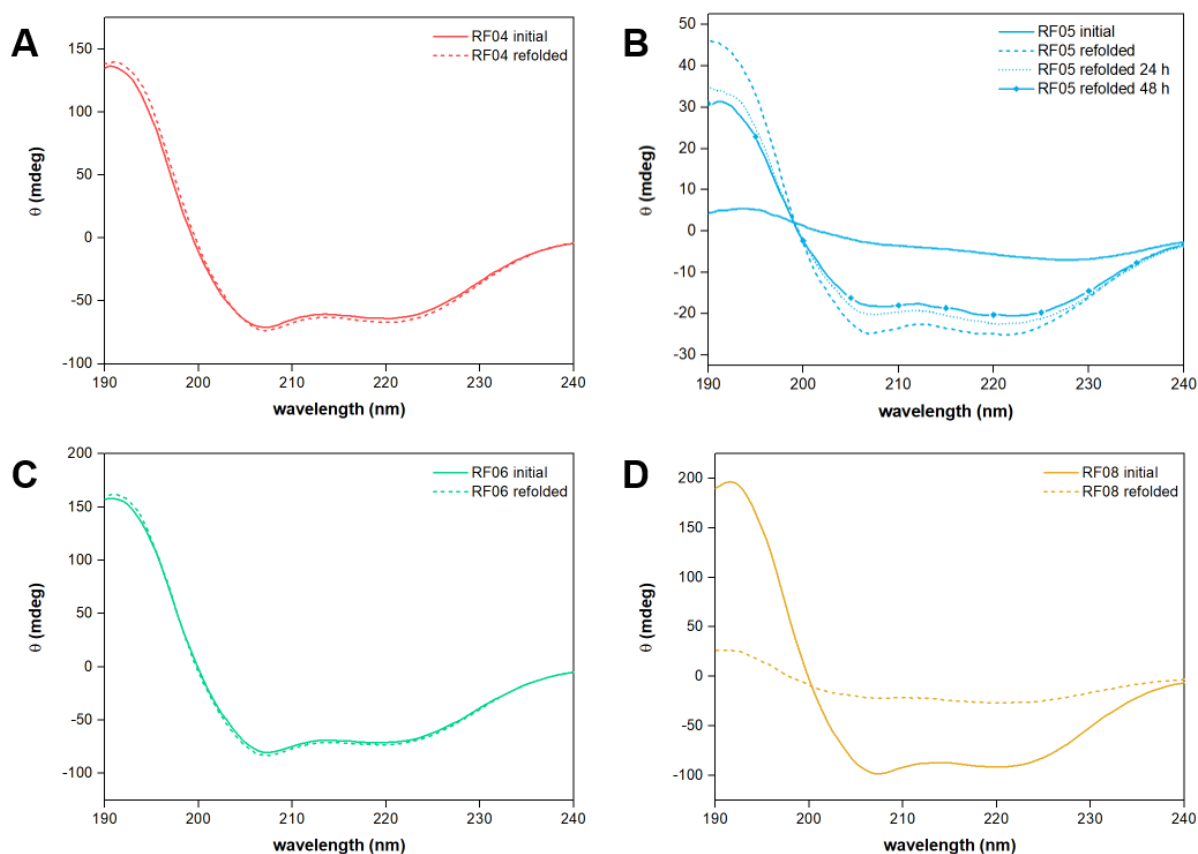 A
RF04 initial
RF04 refolded
150
100
50
0
-50
-100
θ (mdeg)
190 200 210 220 230 240
wavelength (nm)
B
RF05 initial
RF05 refolded
RF05 refolded 24 h
RF05 refolded 48 h
50
40
30
20
10
0
-10
-20
-30
θ (mdeg)
190 200 210 220 230 240
wavelength (nm)
C
RF06 initial
RF06 refolded
200
150
100
50
0
-50
-100
θ (mdeg)
190 200 210 220 230 240
wavelength (nm)
D
RF08 initial
RF08 refolded
200
150
100
50
0
-50
-100
θ (mdeg)
190 200 210 220 230 240
wavelength (nm)